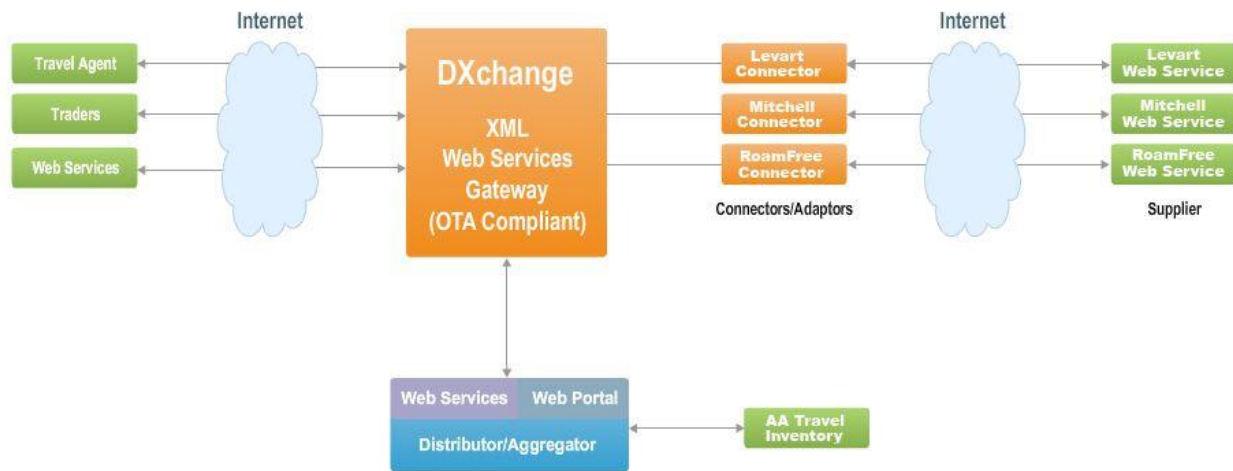 Internet
Internet
Travel Agent
Traders
Web Services
DXchange
XML
Web Services
Gateway
(OTA Compliant)
Levart
Connector
Mitchell
Connector
RoamFree
Connector
Connectors/Adaptors
Levart
Web Service
Mitchell
Web Service
RoamFree
Web Service
Supplier
Web Services
Web Portal
Distributor/Aggregator
AA Travel
Inventory